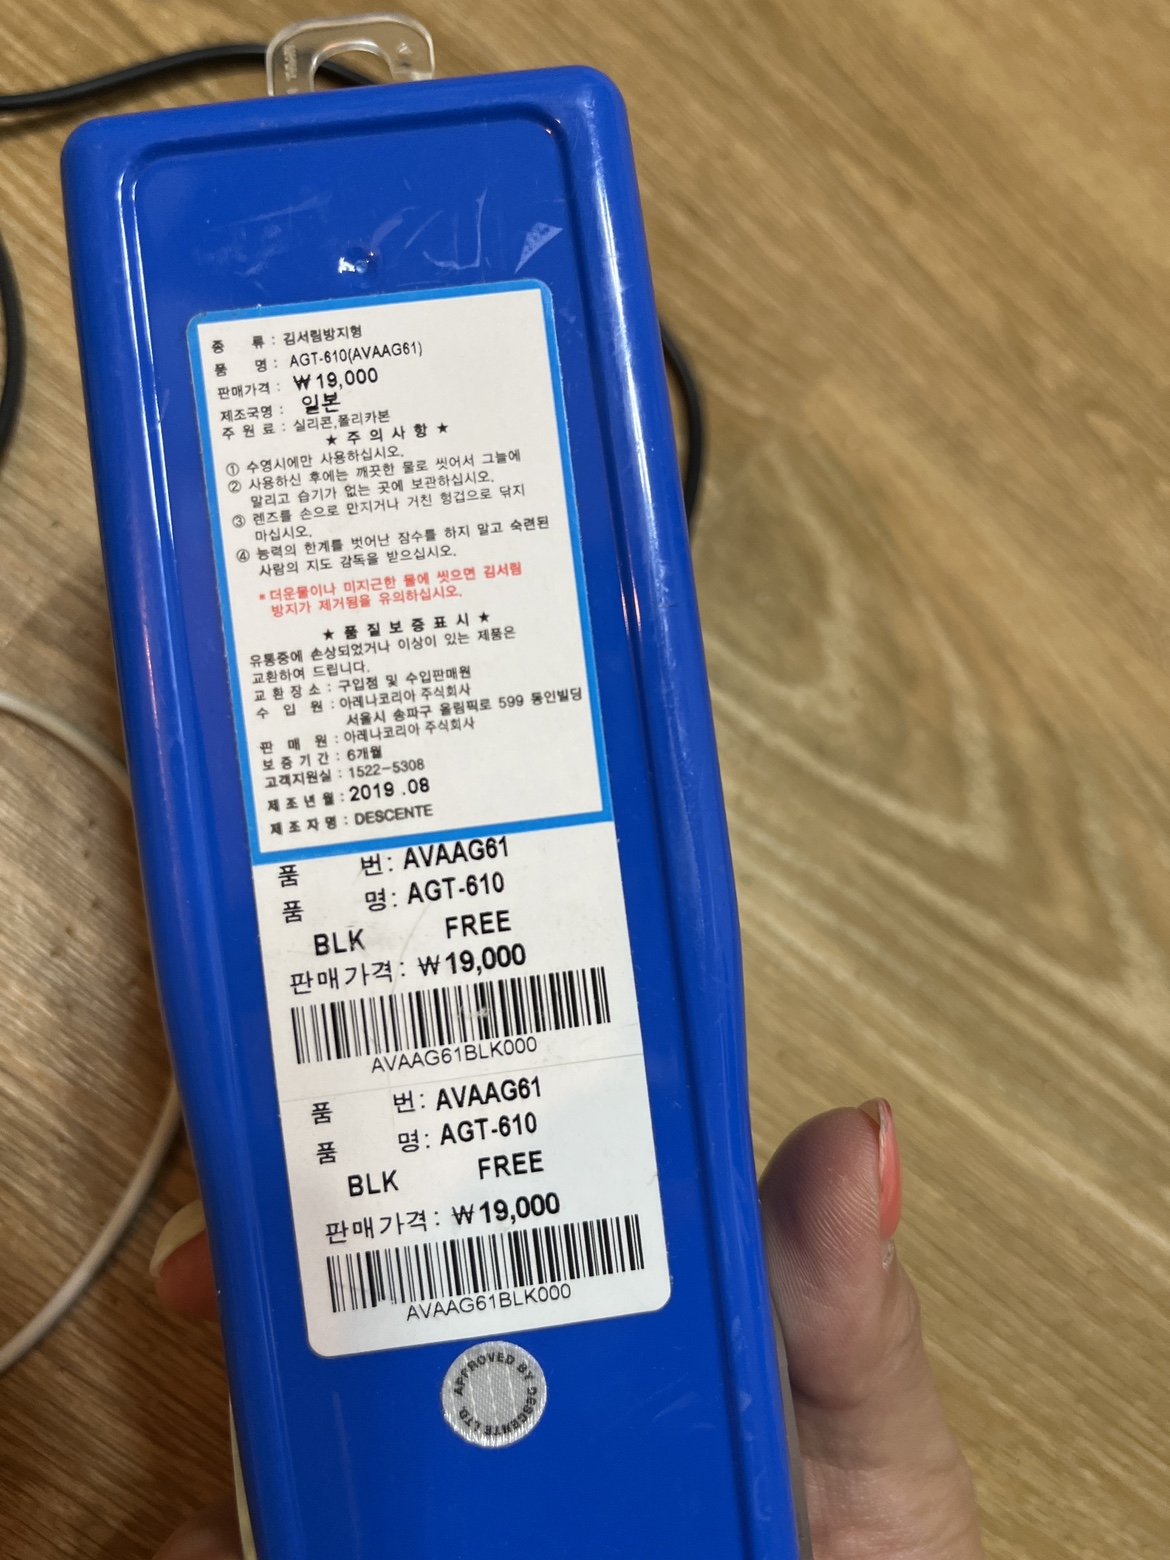 종 류 : 김서림방지형
품 명 : AGT-610(AVAAG61)
판매가격 : ₩19,000
제조국명 : 일본
주 원 료 : 실리콘,폴리카본
★ 주 의 사 항 ★
① 수영시에만 사용하십시오.
② 사용하신 후에는 깨끗한 물로 씻어서 그늘에
말리고 습기가 없는 곳에 보관하십시오.
③ 렌즈를 손으로 만지거나 거친 헝겁으로 닦지
마십시오.
④ 능력의 한계를 벗어난 잠수를 하지 말고 숙련된
사람의 지도 감독을 받으십시오.
* 더운물이나 미지근한 물에 씻으면 김서림
방지가 제거됨을 유의하십시오.
★ 품 질 보 증 표 시 ★
유통중에 손상되었거나 이상이 있는 제품은
교환하여 드립니다.
교 환 장 소 : 구입점 및 수입판매원
수 입 원 : 아레나코리아 주식회사
서울시 송파구 올림픽로 599 동인빌딩
판 매 원 : 아레나코리아 주식회사
보 증 기 간 : 6개월
고객지원실 : 1522-5308
제 조 년 월 : 2019 .08
제 조 자 명 : DESCENTE
품 번: AVAAG61
품 명: AGT-610
BLK FREE
판매가격: ₩19,000
AVAAG61BLK000
품 번: AVAAG61
품 명: AGT-610
BLK FREE
판매가격: ₩19,000
AVAAG61BLK000
APPROVED BY DESCENTE LTD.